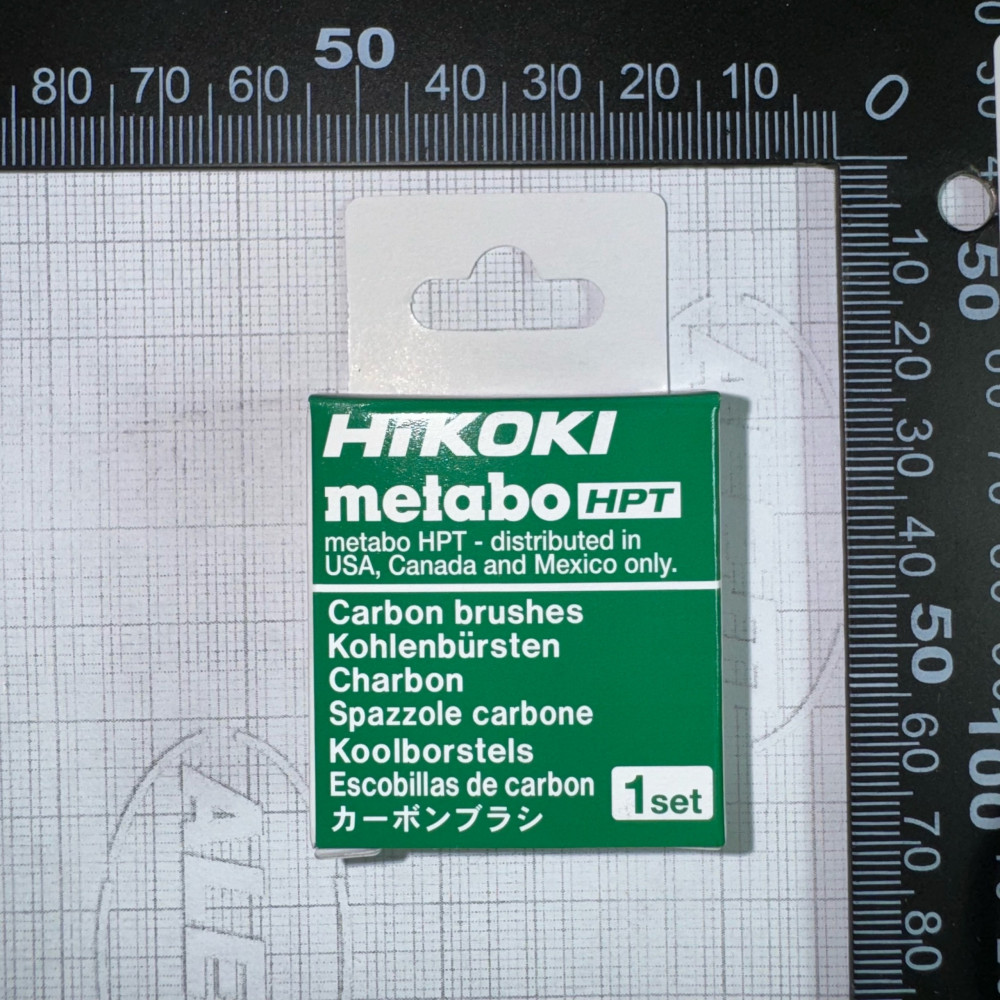 80 70 60 50 40 30 20 10 0
10
20
30
40
50
60
70
80
50
100
HiKOKI
metabo HPT
metabo HPT - distributed in
USA, Canada and Mexico only.
Carbon brushes
Kohlenbürsten
Charbon
Spazzole carbone
Koolborstels
Escobillas de carbon
カーボンブラシ
1set